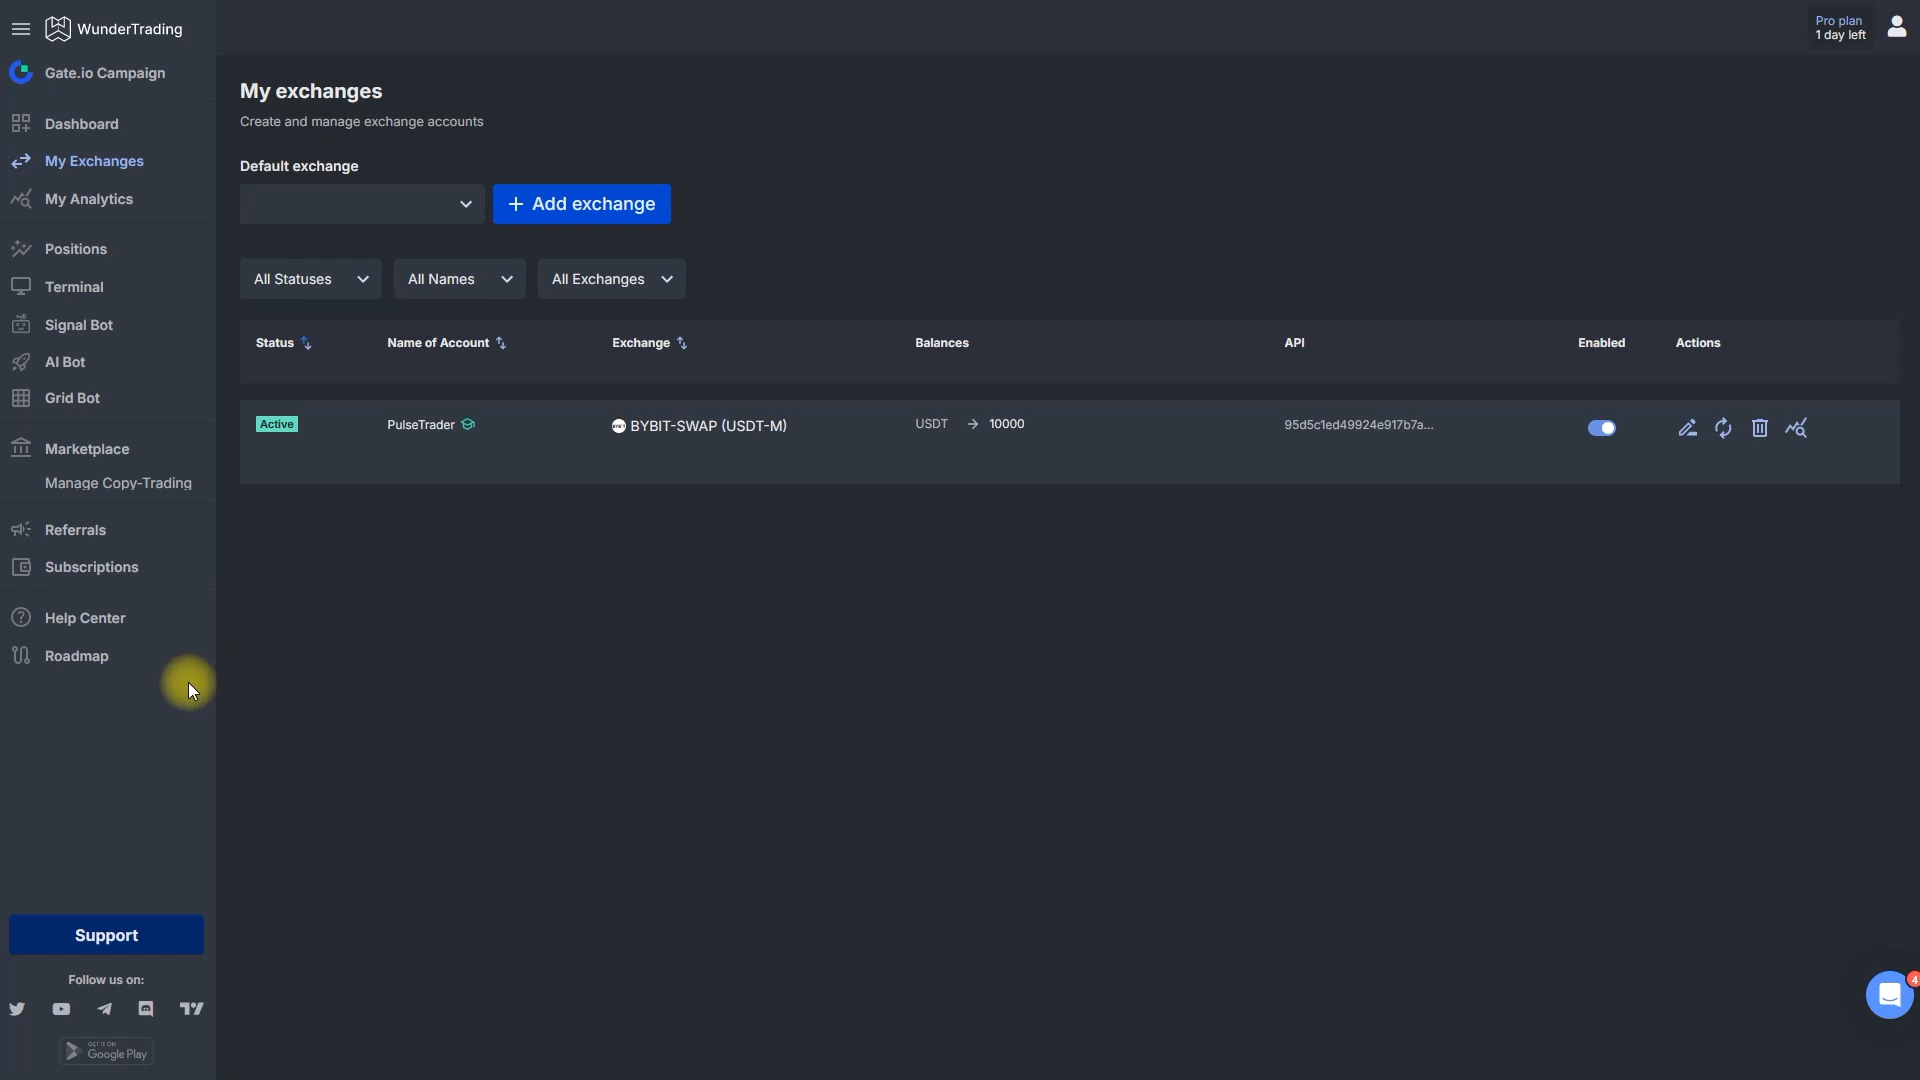 WunderTrading
Pro plan
1 day left
Gate.io Campaign
Dashboard
My Exchanges
My Analytics
Positions
Terminal
Signal Bot
AI Bot
Grid Bot
Marketplace
Manage Copy-Trading
Referrals
Subscriptions
Help Center
Roadmap
Support
Follow us on:
GET IT ON
Google Play
My exchanges
Create and manage exchange accounts
Default exchange
+ Add exchange
All Statuses All Names All Exchanges
Status Name of Account Exchange Balances API Enabled Actions
Active PulseTrader BYBIT-SWAP (USDT-M) USDT → 10000 95d5c1ed49924e917b7a...
4